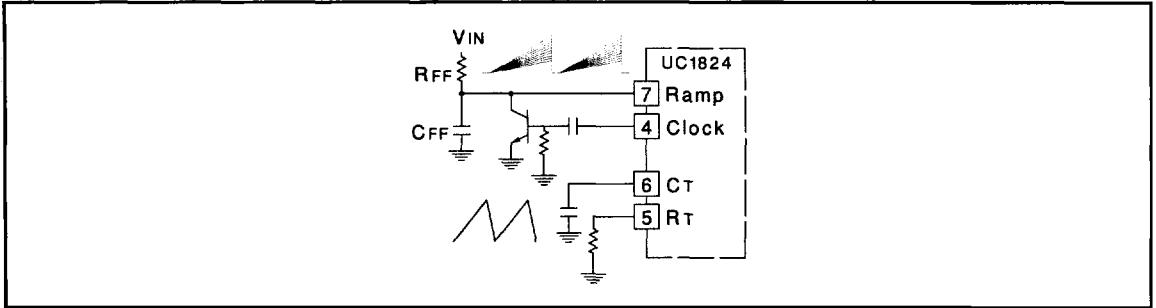 VIN
UC1824
RFF
7 Ramp
CFF
4 Clock
6 CT
5 RT